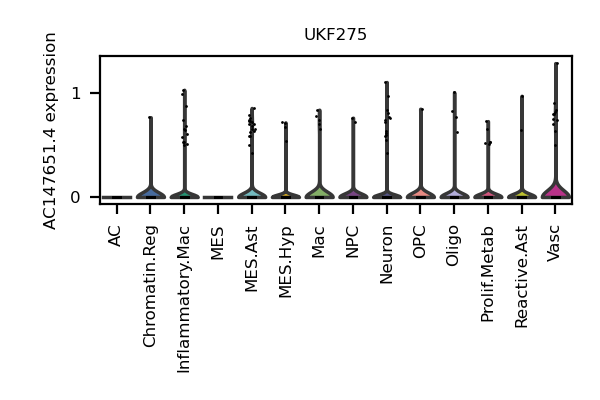 UKF275
AC147651.4 expression
1
0
AC
Chromatin.Reg
Inflammatory.Mac
MES
MES.Ast
MES.Hyp
Mac
NPC
Neuron
OPC
Oligo
Prolif.Metab
Reactive.Ast
Vasc